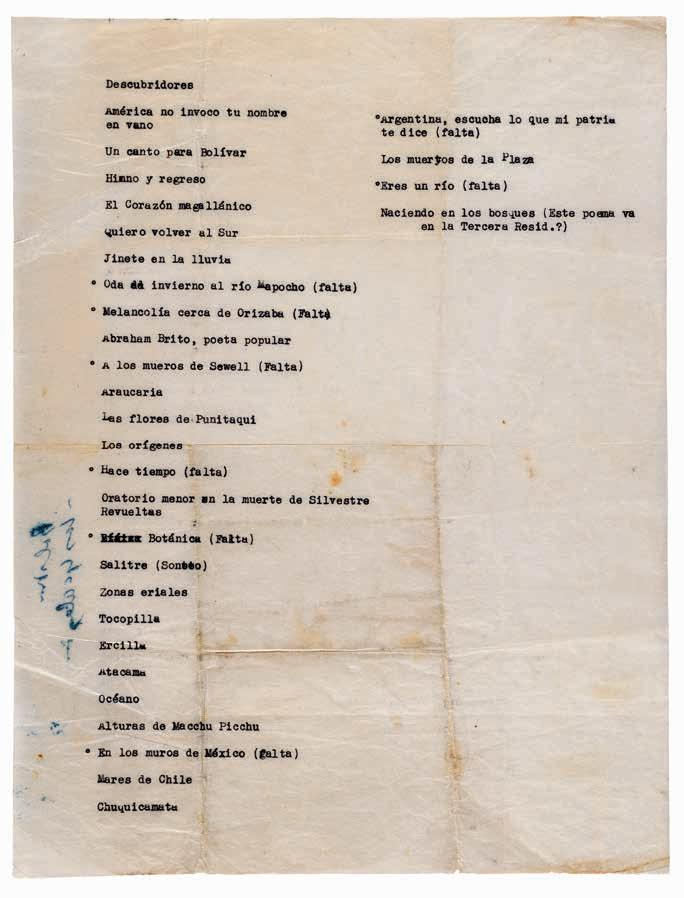 Descubridores
América no invoco tu nombre
en vano
Un canto para Bolívar
Himno y regreso
El Corazón magallánico
Quiero volver al Sur
Jinete en la lluvia
° Oda de invierno al río Mapocho (falta)
° Melancolía cerca de Orizaba (Falta)
Abraham Brito, poeta popular
° A los mueros de Sewell (Falta)
Araucaria
Las flores de Punitaqui
Los orígenes
° Hace tiempo (falta)
Oratorio menor en la muerte de Silvestre
Revueltas
° Botánica (Falta)
Salitre (Soneto)
Zonas eriales
Tocopilla
Ercilla
Atacama
Océano
Alturas de Macchu Picchu
° En los muros de México (falta)
Mares de Chile
Chuquicamata
°Argentina, escucha lo que mi patria
te dice (falta)
Los muertos de la Plaza
°Eres un río (falta)
Naciendo en los bosques (Este poema va
en la Tercera Resid.?)